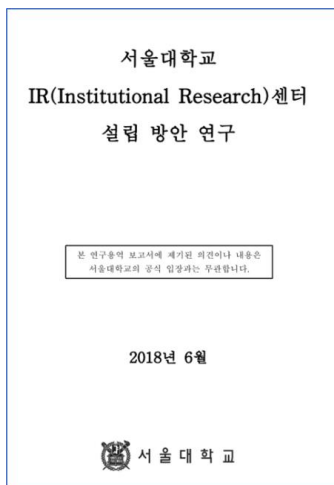 서울대학교
IR(Institutional Research)센터
설립 방안 연구
본 연구용역 보고서에 제기된 의견이나 내용은
서울대학교의 공식 입장과는 무관합니다.
2018년 6월
서울대학교